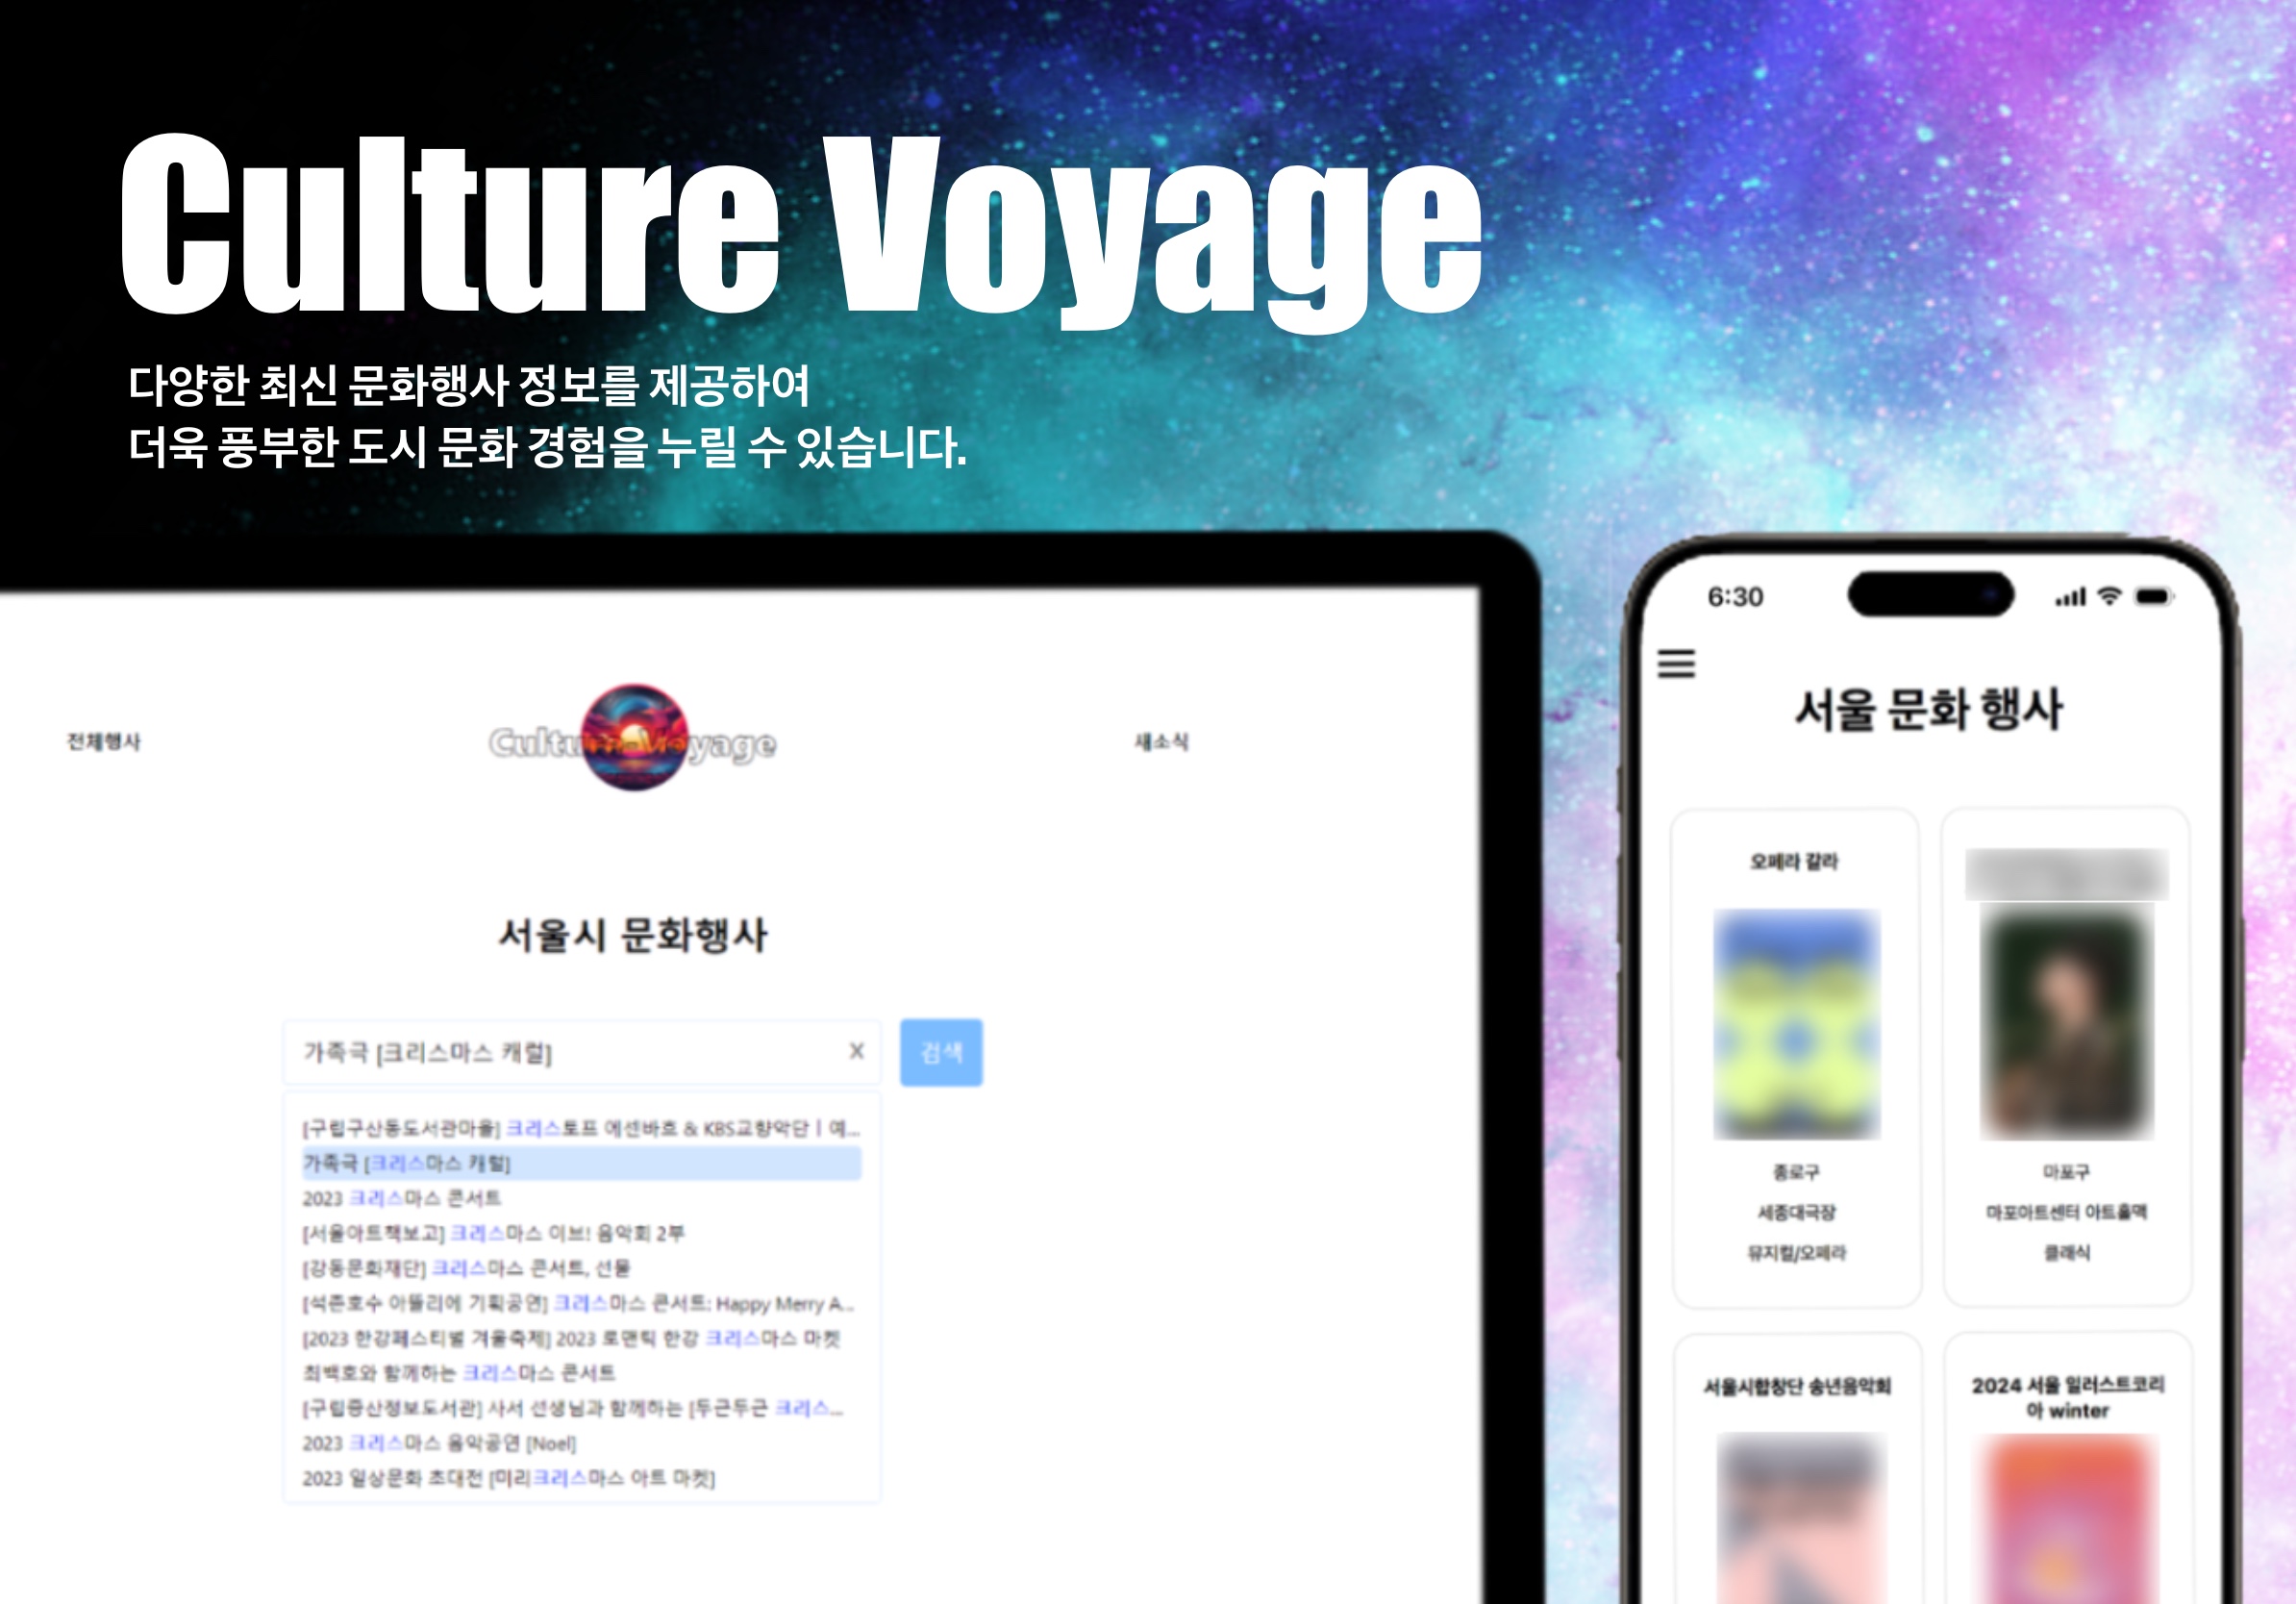 Culture Voyage
다양한 최신 문화행사 정보를 제공하여
더욱 풍부한 도시 문화 경험을 누릴 수 있습니다.
전체행사
Culture Voyage
새소식
서울시 문화행사
가족극 [크리스마스 캐럴]
X
검색
[구립구산동도서관마을] 크리스토프 에센바흐 & KBS교향악단 | 예...
가족극 [크리스마스 캐럴]
2023 크리스마스 콘서트
[서울아트책보고] 크리스마스 이브! 음악회 2부
[강동문화재단] 크리스마스 콘서트, 선물
[석촌호수 아뜰리에 기획공연] 크리스마스 콘서트: Happy Merry A...
[2023 한강페스티벌 겨울축제] 2023 로맨틱 한강 크리스마스 마켓
최백호와 함께하는 크리스마스 콘서트
[구립증산정보도서관] 사서 선생님과 함께하는 [두근두근 크리스...
2023 크리스마스 음악공연 [Noel]
2023 일상문화 초대전 [미리크리스마스 아트 마켓]
6:30
서울 문화 행사
오페라 갈라
종로구
세종대극장
뮤지컬/오페라
마포구
마포아트센터 아트홀맥
클래식
서울시합창단 송년음악회
2024 서울 일러스트코리
아 winter